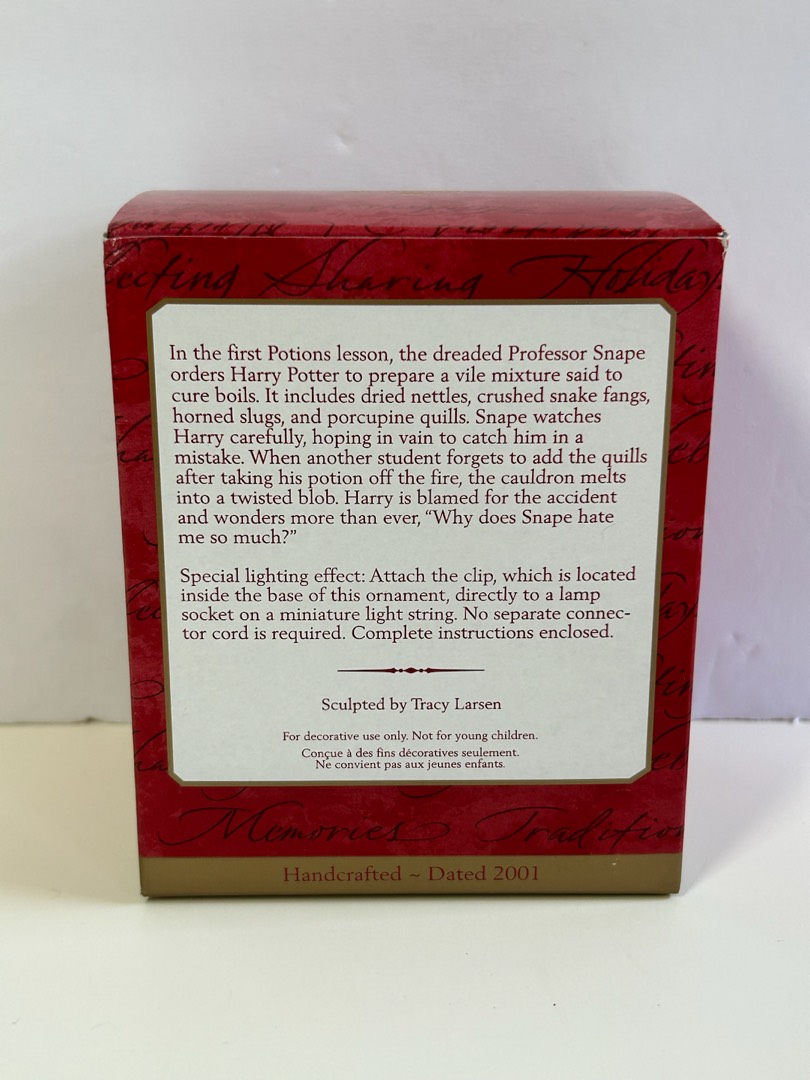 Sharing Holiday
In the first Potions lesson, the dreaded Professor Snape
orders Harry Potter to prepare a vile mixture said to
cure boils. It includes dried nettles, crushed snake fangs,
horned slugs, and porcupine quills. Snape watches
Harry carefully, hoping in vain to catch him in a
mistake. When another student forgets to add the quills
after taking his potion off the fire, the cauldron melts
into a twisted blob. Harry is blamed for the accident
and wonders more than ever, “Why does Snape hate
me so much?”
Special lighting effect: Attach the clip, which is located
inside the base of this ornament, directly to a lamp
socket on a miniature light string. No separate connec-
tor cord is required. Complete instructions enclosed.
Sculpted by Tracy Larsen
For decorative use only. Not for young children.
Conçue à des fins décoratives seulement.
Ne convient pas aux jeunes enfants.
Memories Tradition
Handcrafted ~ Dated 2001